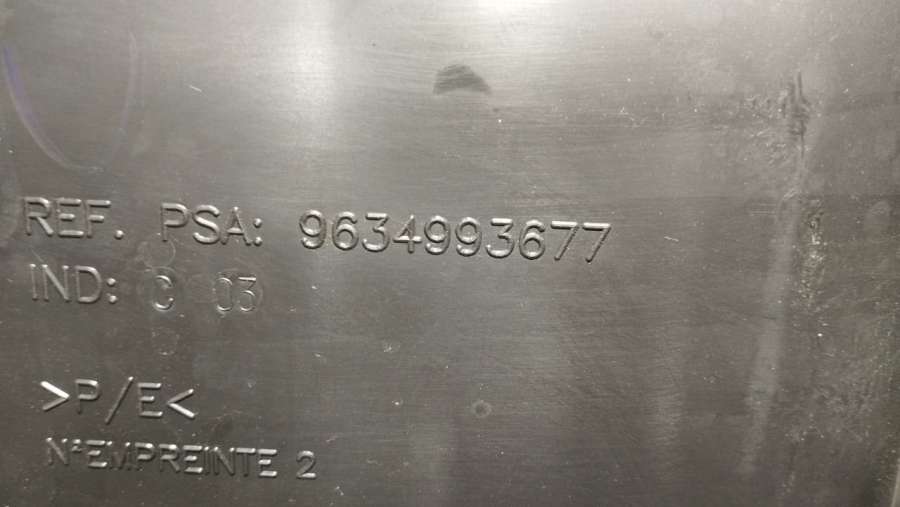 REF. PSA: 9634993677
IND: C 03
>P/E<
N°EMPREINTE 2